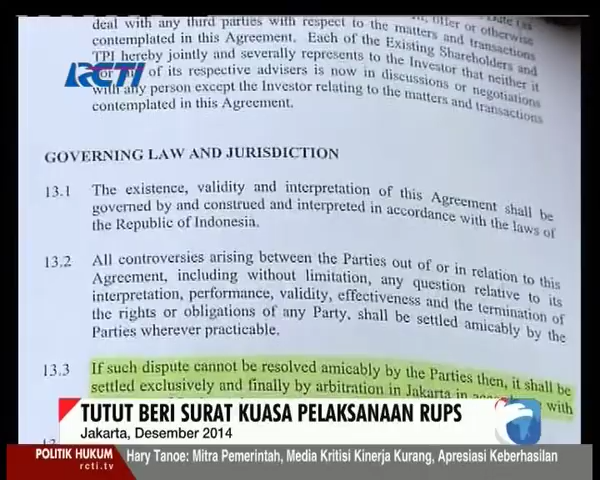 deal with any third parties with respect to the matters and transactions
contemplated in this Agreement. Each of the Existing Shareholders and
TPI hereby jointly and severally represents to the Investor that neither it
RCTI
of its respective advisers is now in discussions or negotiations
with any person except the Investor relating to the matters and transactions
contemplated in this Agreement.
GOVERNING LAW AND JURISDICTION
13.1 The existence, validity and interpretation of this Agreement shall be
governed by and construed and interpreted in accordance with the laws of
the Republic of Indonesia.
13.2 All controversies arising between the Parties out of or in relation to this
Agreement, including without limitation, any question relative to its
interpretation, performance, validity, effectiveness and the termination of
the rights or obligations of any Party, shall be settled amicably by the
Parties wherever practicable.
13.3 If such dispute cannot be resolved amicably by the Parties then, it shall be
settled exclusively and finally by arbitration in Jakarta in with
TUTUT BERI SURAT KUASA PELAKSANAAN RUPS
Jakarta, Desember 2014
POLITIK HUKUM
rcti.tv
Hary Tanoe: Mitra Pemerintah, Media Kritisi Kinerja Kurang, Apresiasi Keberhasilan